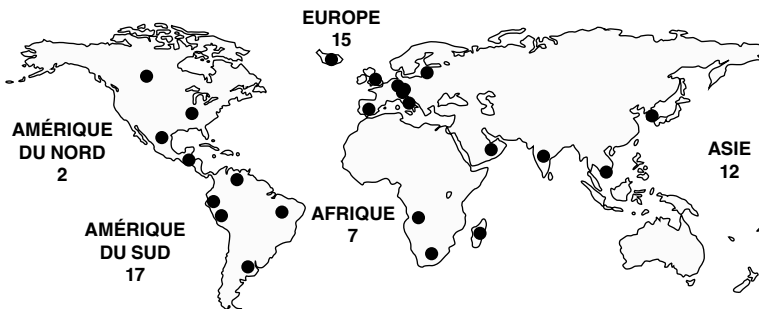 EUROPE
15
AMÉRIQUE
DU NORD
2
ASIE
12
AMÉRIQUE
DU SUD
17
AFRIQUE
7